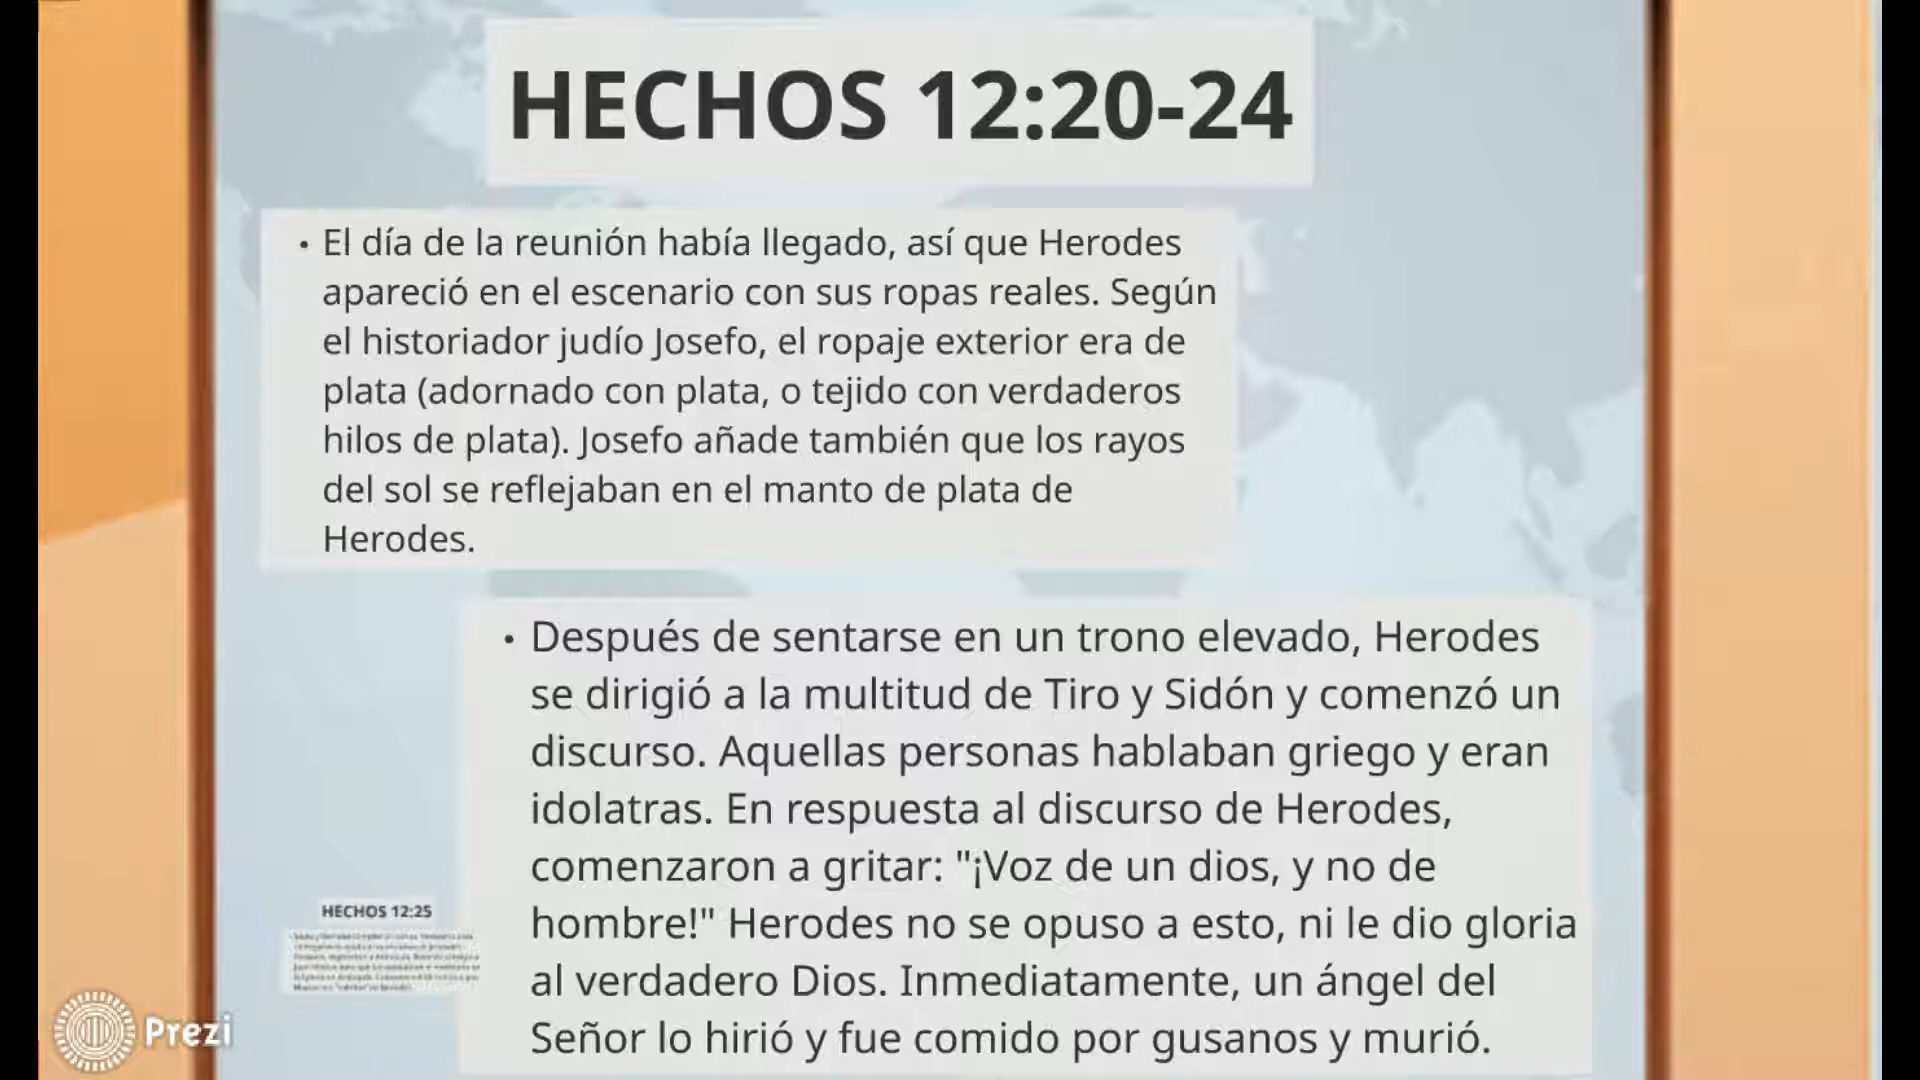 HECHOS 12:20-24
• El día de la reunión había llegado, así que Herodes
apareció en el escenario con sus ropas reales. Según
el historiador judío Josefo, el ropaje exterior era de
plata (adornado con plata, o tejido con verdaderos
hilos de plata). Josefo añade también que los rayos
del sol se reflejaban en el manto de plata de
Herodes.
• Después de sentarse en un trono elevado, Herodes
se dirigió a la multitud de Tiro y Sidón y comenzó un
discurso. Aquellas personas hablaban griego y eran
idolatras. En respuesta al discurso de Herodes,
comenzaron a gritar: "¡Voz de un dios, y no de
hombre!" Herodes no se opuso a esto, ni le dio gloria
al verdadero Dios. Inmediatamente, un ángel del
Señor lo hirió y fue comido por gusanos y murió.
HECHOS 12:25
Prezi